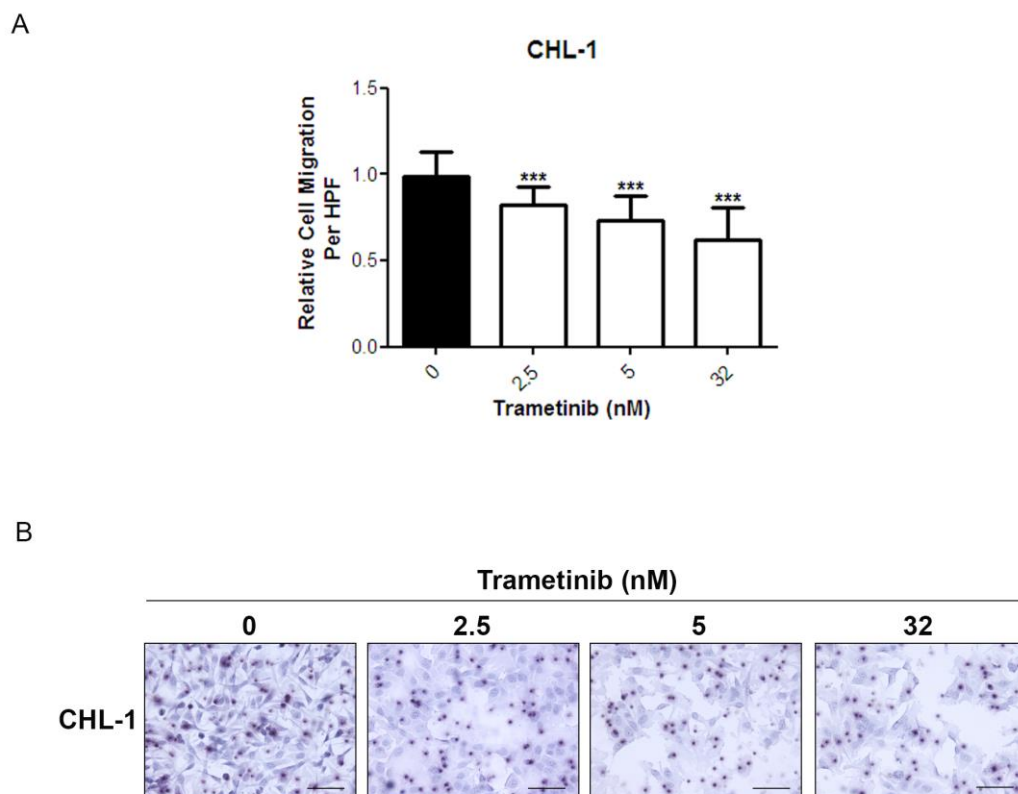 A
CHL-1
Relative Cell Migration
Per HPF
1.5
1.0
0.5
0.0
***
***
***
0
2.5
5
32
Trametinib (nM)
B
Trametinib (nM)
0 2.5 5 32
CHL-1